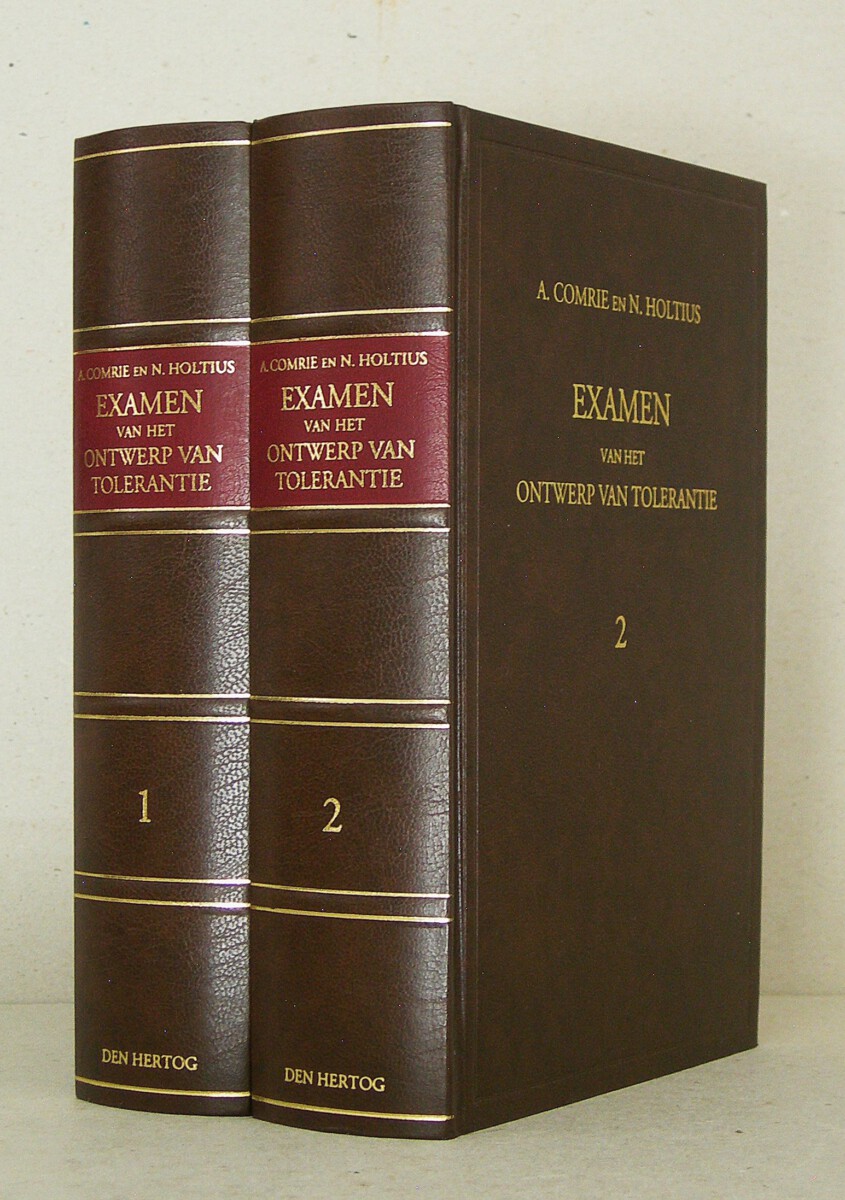 A. COMRIE EN N. HOLTIUS
EXAMEN
VAN HET
ONTWERP VAN
TOLERANTIE
1
DEN HERTOG
A. COMRIE EN N. HOLTIUS
EXAMEN
VAN HET
ONTWERP VAN
TOLERANTIE
2
DEN HERTOG
A. COMRIE EN N. HOLTIUS
EXAMEN
VAN HET
ONTWERP VAN TOLERANTIE
2